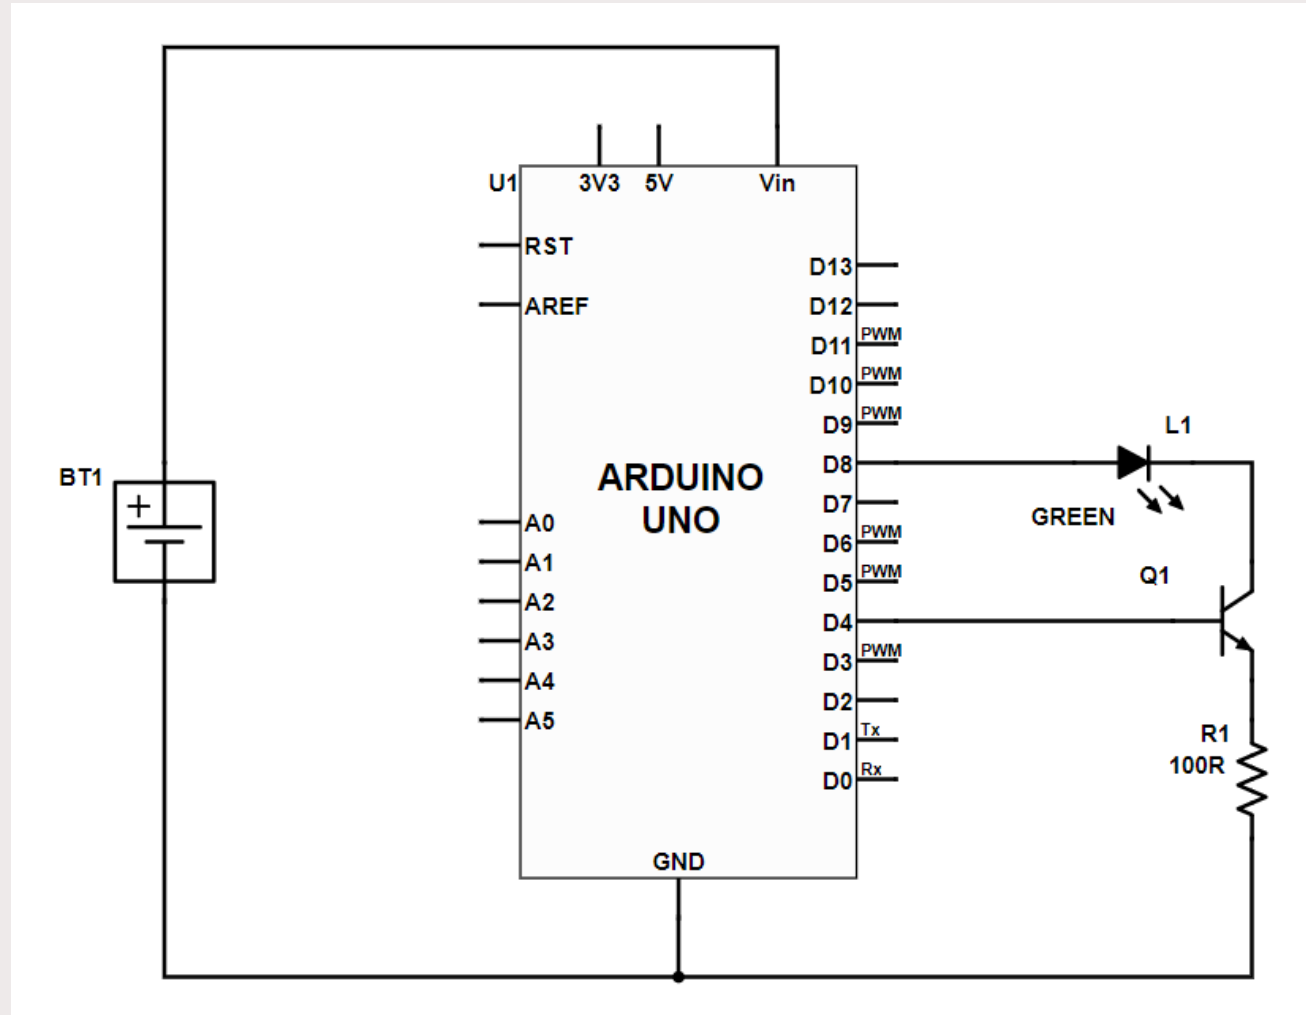 U1
3V3
5V
Vin
RST
AREF
D13
D12
D11
PWM
D10
PWM
D9
PWM
D8
D7
D6
PWM
D5
PWM
D4
D3
PWM
D2
D1
Tx
D0
Rx
ARDUINO
UNO
A0
A1
A2
A3
A4
A5
GND
BT1
+
L1
GREEN
Q1
R1
100R